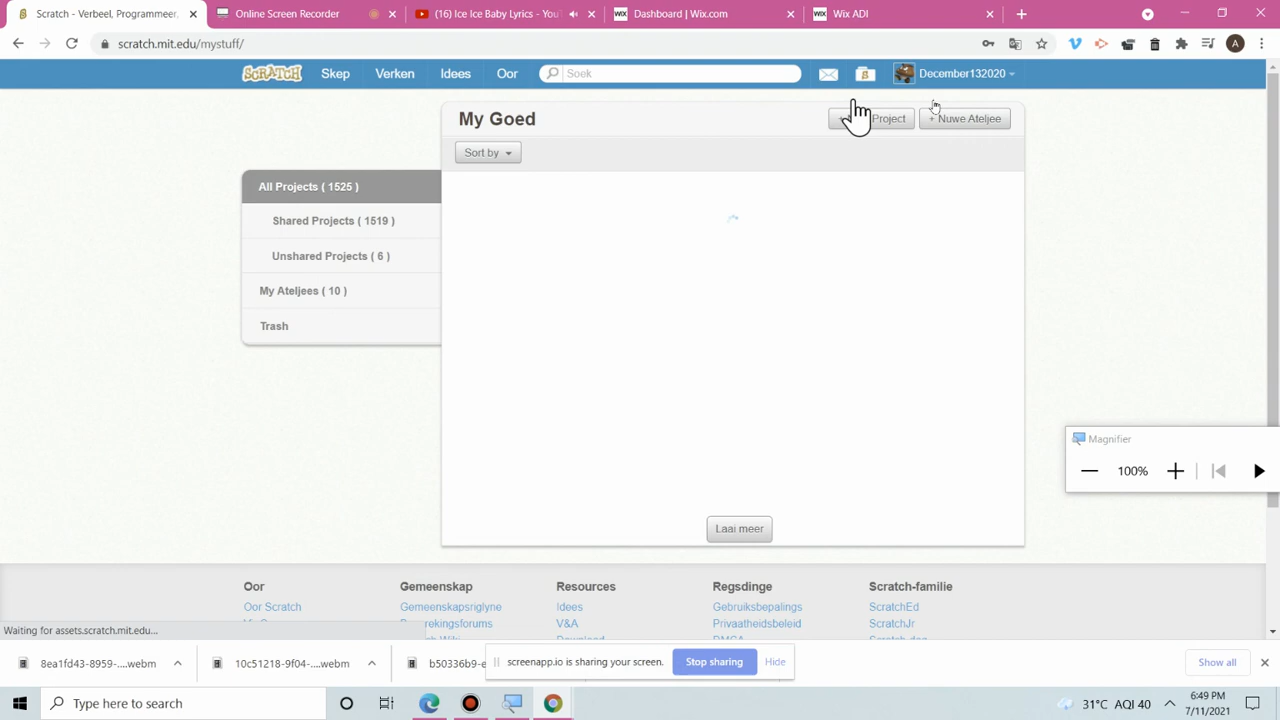 Scratch - Verbeel, Programmeer,
Online Screen Recorder
(16) Ice Ice Baby Lyrics - You
Dashboard | Wix.com
WIX
Wix ADI
scratch.mit.edu/mystuff/
A
SCRATCH
Skep
Verken
Idees
Oor
Soek
December132020
My Goed
Project
+ Nuwe Ateljee
Sort by
All Projects ( 1525 )
Shared Projects ( 1519 )
Unshared Projects ( 6 )
My Ateljees ( 10 )
Trash
Magnifier
100%
Laai meer
Oor
Gemeenskap
Resources
Regsdinge
Scratch-familie
Oor Scratch
Gemeenskapsriglyne
Idees
Gebruiksbepalings
ScratchEd
V&A
Privaatheidsbeleid
ScratchJr
Waiting for assets.scratch.mit.edu...
8ea1fd43-8959-....webm
10c51218-9f04-....webm
b50336b9-e
screenapp.io is sharing your screen.
Stop sharing
Hide
Show all
Type here to search
31°C AQI 40
6:49 PM
7/11/2021